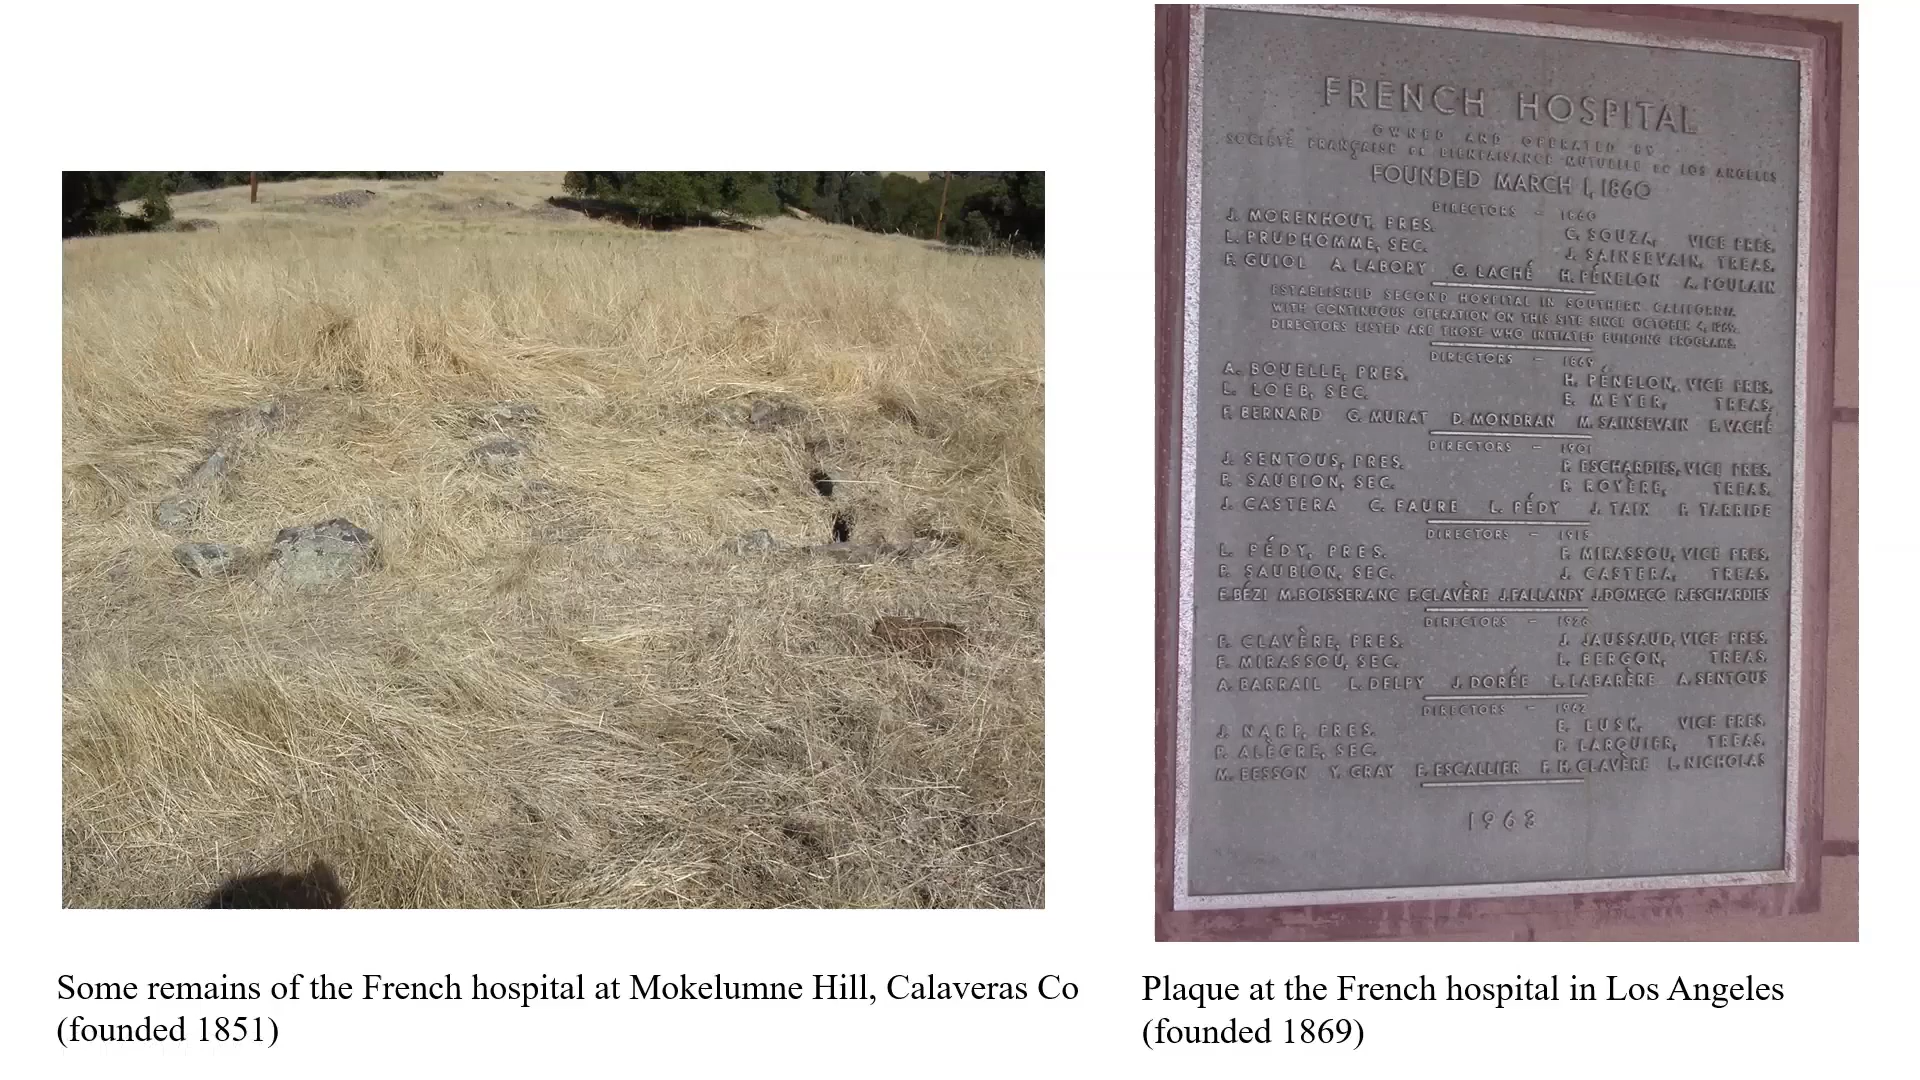 FRENCH HOSPITAL
OWNED AND OPERATED BY
SOCIÉTÉ FRANÇAISE DE BIENFAISANCE MUTUELLE DE LOS ANGELES
FOUNDED MARCH 1, 1860
DIRECTORS – 1860
J. MORENHOUT, PRES. C. SOUZA, VICE PRES.
L. PRUDHOMME, SEC. J. SAINSEVAIN, TREAS.
F. GUIOL A. LABORY G. LACHÉ H. PÉNELON A. POULAIN
ESTABLISHED SECOND HOSPITAL IN SOUTHERN CALIFORNIA
WITH CONTINUOUS OPERATION ON THIS SITE SINCE OCTOBER 4, 1869.
DIRECTORS LISTED ARE THOSE WHO INITIATED BUILDING PROGRAMS.
DIRECTORS – 1869
A. BOUELLE, PRES. H. PÉNELON, VICE PRES.
L. LOEB, SEC. E. MEYER, TREAS.
F. BERNARD G. MURAT D. MONDRAN M. SAINSEVAIN E. VACHÉ
DIRECTORS – 1901
J. SENTOUS, PRES. P. ESCHARDIES, VICE PRES.
P. SAUBION, SEC. P. ROYÈRE, TREAS.
J. CASTERA C. FAURE L. PÉDY J. TAIX P. TARRIDE
DIRECTORS – 1915
L. PÉDY, PRES. F. MIRASSOU, VICE PRES.
P. SAUBION, SEC. J. CASTERA, TREAS.
E. BÉZI M. BOISSERANC F. CLAVÈRE J. FALLANDY J. DOMECQ R. ESCHARDIES
DIRECTORS – 1926
F. CLAVÈRE, PRES. J. JAUSSAUD, VICE PRES.
F. MIRASSOU, SEC. L. BERGON, TREAS.
A. BARRAIL L. DELPY J. DORÉE L. LABARÈRE A. SENTOUS
DIRECTORS – 1962
J. NARP, PRES. E. LUSK, VICE PRES.
P. ALÈGRE, SEC. P. LARQUIER, TREAS.
M. BESSON Y. GRAY E. ESCALLIER F. H. CLAVÈRE L. NICHOLAS
1963
Some remains of the French hospital at Mokelumne Hill, Calaveras Co
(founded 1851)
Plaque at the French hospital in Los Angeles
(founded 1869)